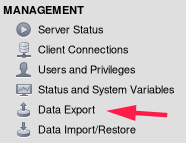 MANAGEMENT
Server Status
Client Connections
Users and Privileges
Status and System Variables
Data Export
Data Import/Restore